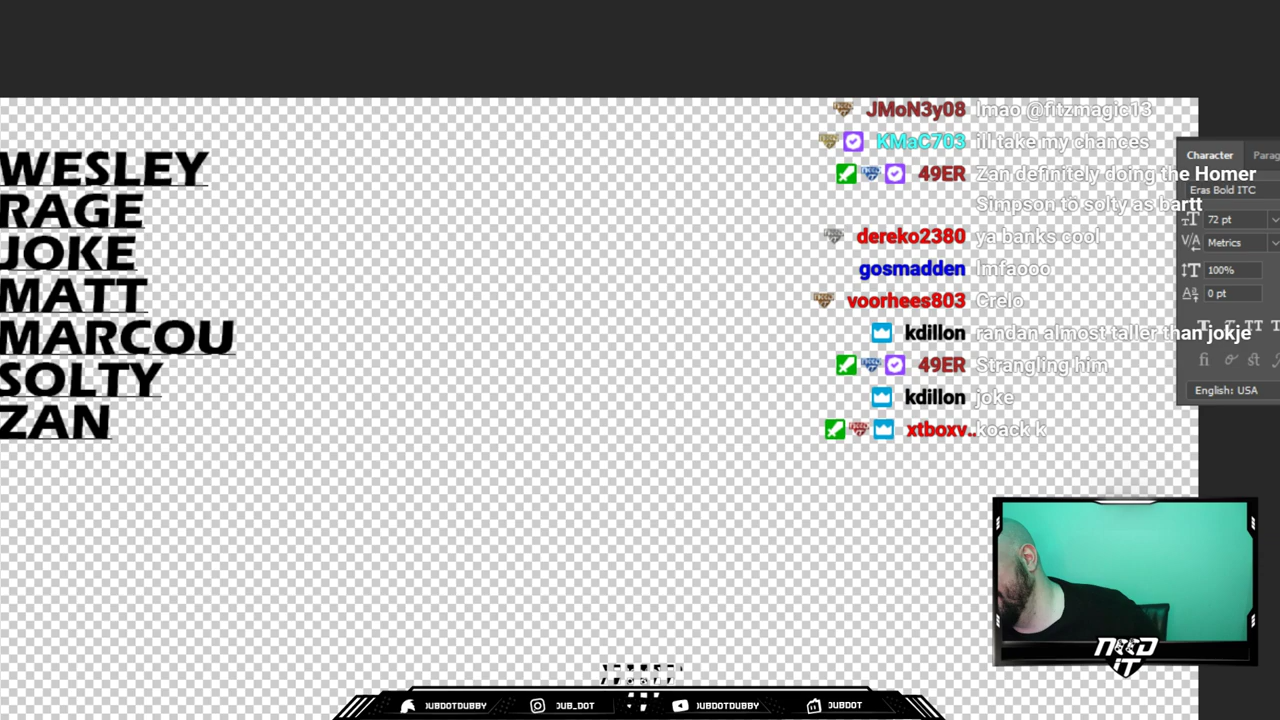 WESLEY
RAGE
JOKE
MATT
MARCOU
SOLTY
ZAN
JMoN3y08 lmao @fitzmagic13
KMaC703 ill take my chances
49ER Zan definitely doing the Homer
Simpson to solty as bartt
dereko2380 ya banks cool
gosmadden lmfaooo
voorhees803 Crelo
kdillon randan almost taller than jokje
49ER Strangling him
kdillon joke
xtboxv.. koack k
Character Parag
Eras Bold ITC
72 pt
Metrics
100%
0 pt
English: USA
NEED
iT
JUBDOTDUBBY
JUB_DOT
JUBDOTDUBBY
JUBDOT